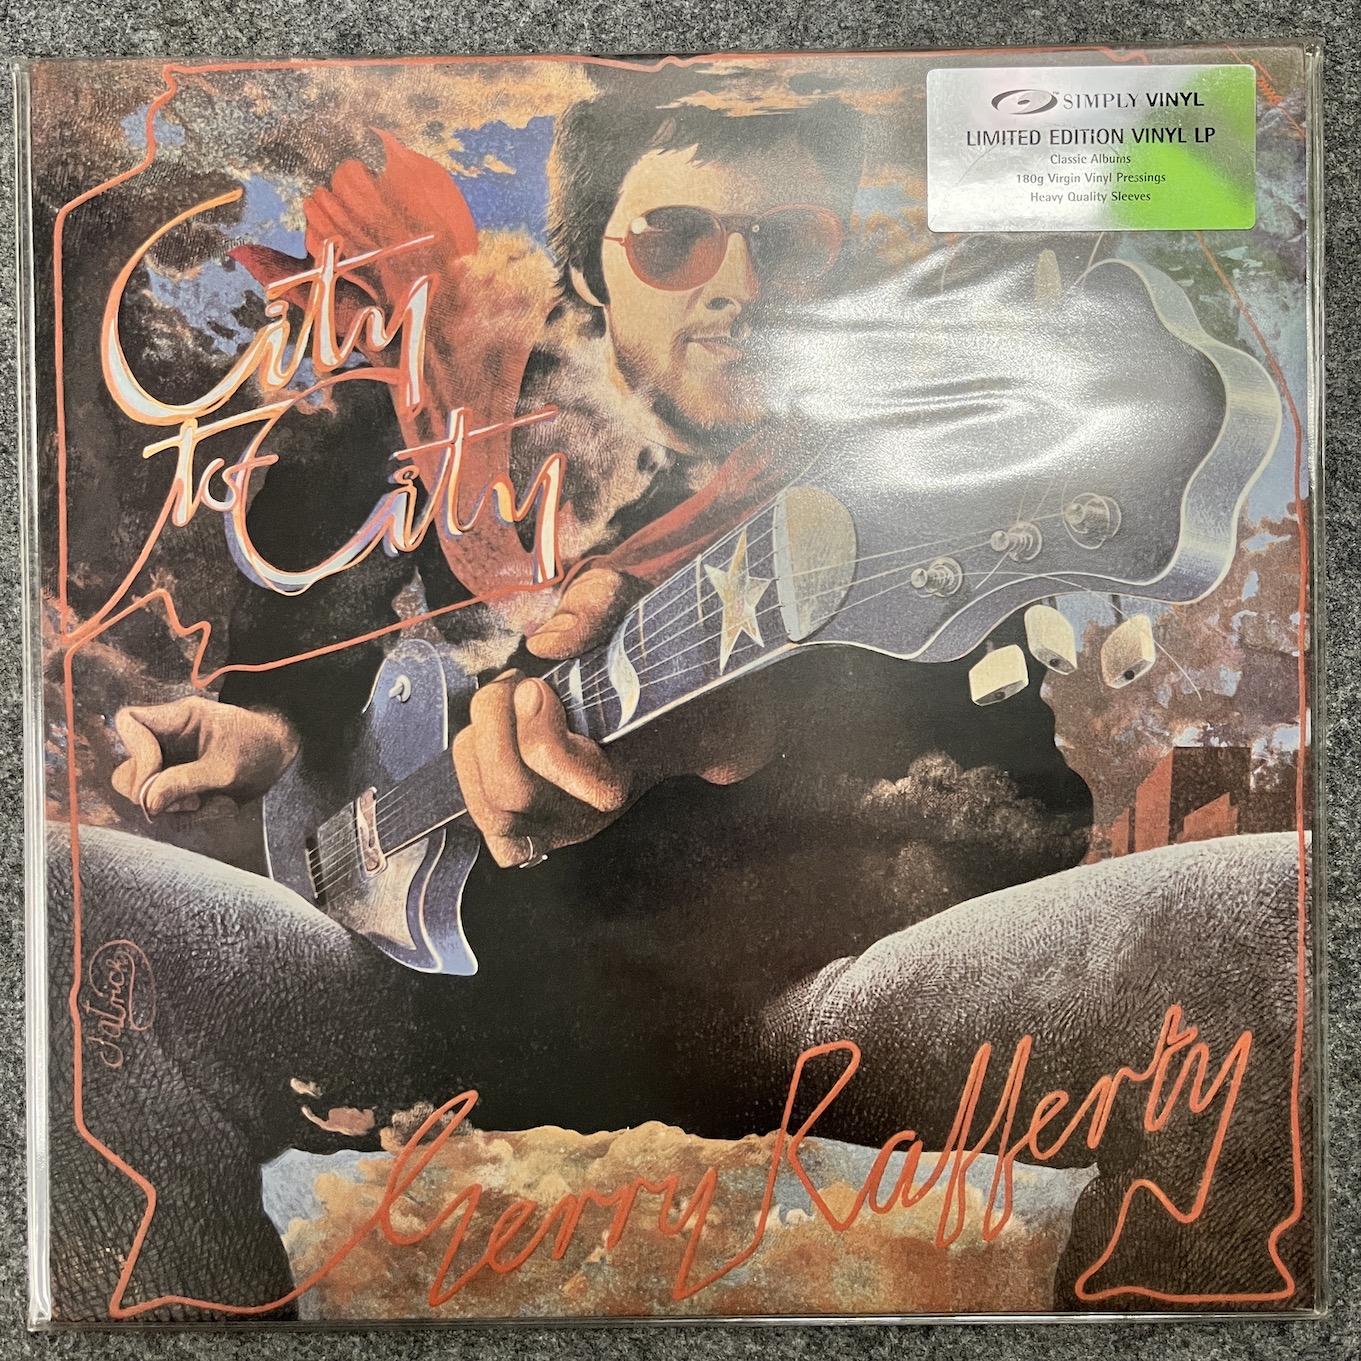 SIMPLY VINYL
LIMITED EDITION VINYL LP
Classic Albums
180g Virgin Vinyl Pressings
Heavy Quality Sleeves
City
to City
Patrick
Gerry Rafferty